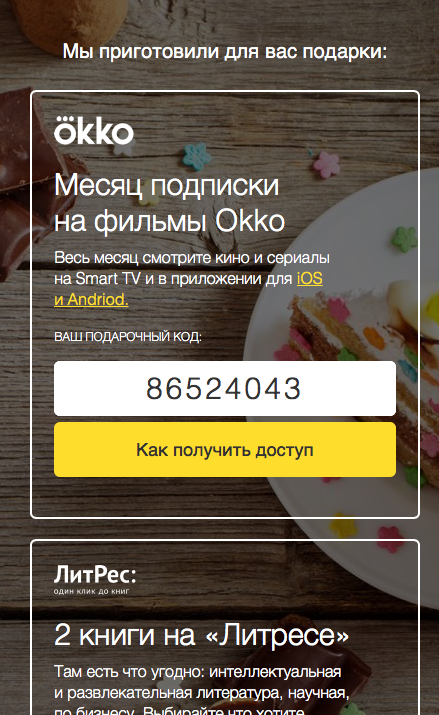 Мы приготовили для вас подарки:
okko
Месяц подписки
на фильмы Okko
Весь месяц смотрите кино и сериалы
на Smart TV и в приложении для iOS
и Andriod.
ВАШ ПОДАРОЧНЫЙ КОД:
86524043
Как получить доступ
ЛитРес:
один клик до книг
2 книги на «Литресе»
Там есть что угодно: интеллектуальная
и развлекательная литература, научная,
по бизнесу. Выбирайте что хотите